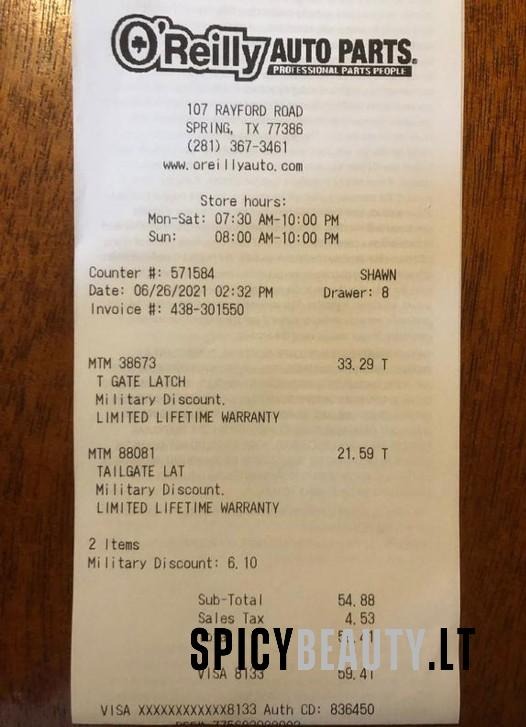 O'Reilly AUTO PARTS.
PROFESSIONAL PARTS PEOPLE
107 RAYFORD ROAD
SPRING, TX 77386
(281) 367-3461
www.oreillyauto.com
Store hours:
Mon-Sat: 07:30 AM-10:00 PM
Sun: 08:00 AM-10:00 PM
Counter #: 571584 SHAWN
Date: 06/26/2021 02:32 PM Drawer: 8
Invoice #: 438-301550
MTM 38673 33.29 T
T GATE LATCH
Military Discount.
LIMITED LIFETIME WARRANTY
MTM 88081 21.59 T
TAILGATE LAT
Military Discount.
LIMITED LIFETIME WARRANTY
2 Items
Military Discount: 6.10
Sub-Total 54.88
Sales Tax 4.53
SPICYBEAUTY.LT
VISA 8133 59.41
VISA XXXXXXXXXXXX8133 Auth CD: 836450